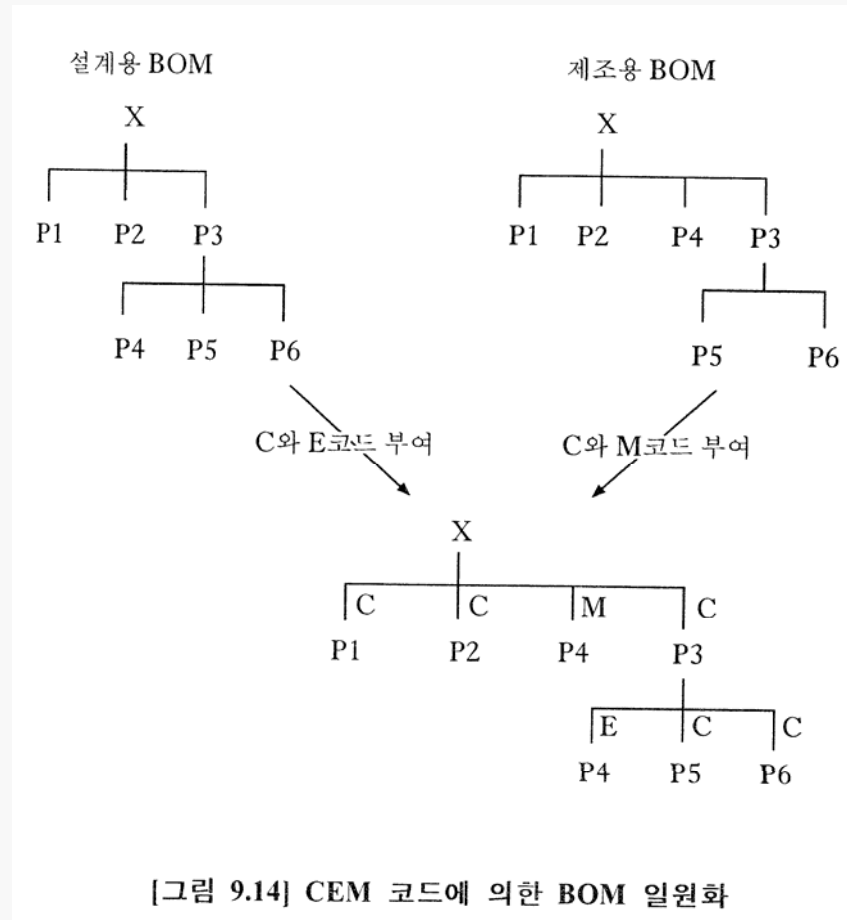 설계용 BOM
제조용 BOM
X
X
P1 P2 P3
P1 P2 P4 P3
P4 P5 P6
P5 P6
C와 E코드 부여
C와 M코드 부여
X
C C M C
P1 P2 P4 P3
E C C
P4 P5 P6
[그림 9.14] CEM 코드에 의한 BOM 일원화